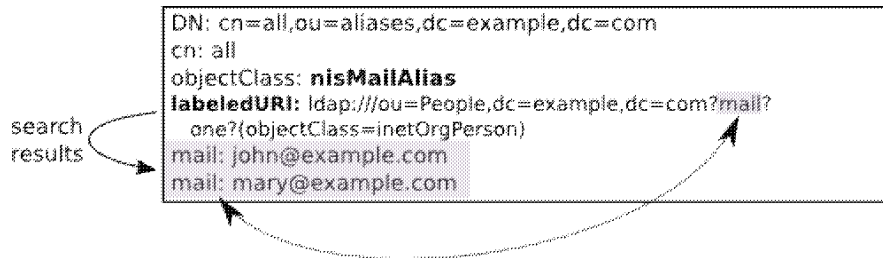 DN: cn=all,ou=aliases,dc=example,dc=com
cn: all
objectClass: nisMailAlias
labeledURI: ldap:///ou=People,dc=example,dc=com?mail?
one?(objectClass=inetOrgPerson)
search
results
mail: john@example.com
mail: mary@example.com